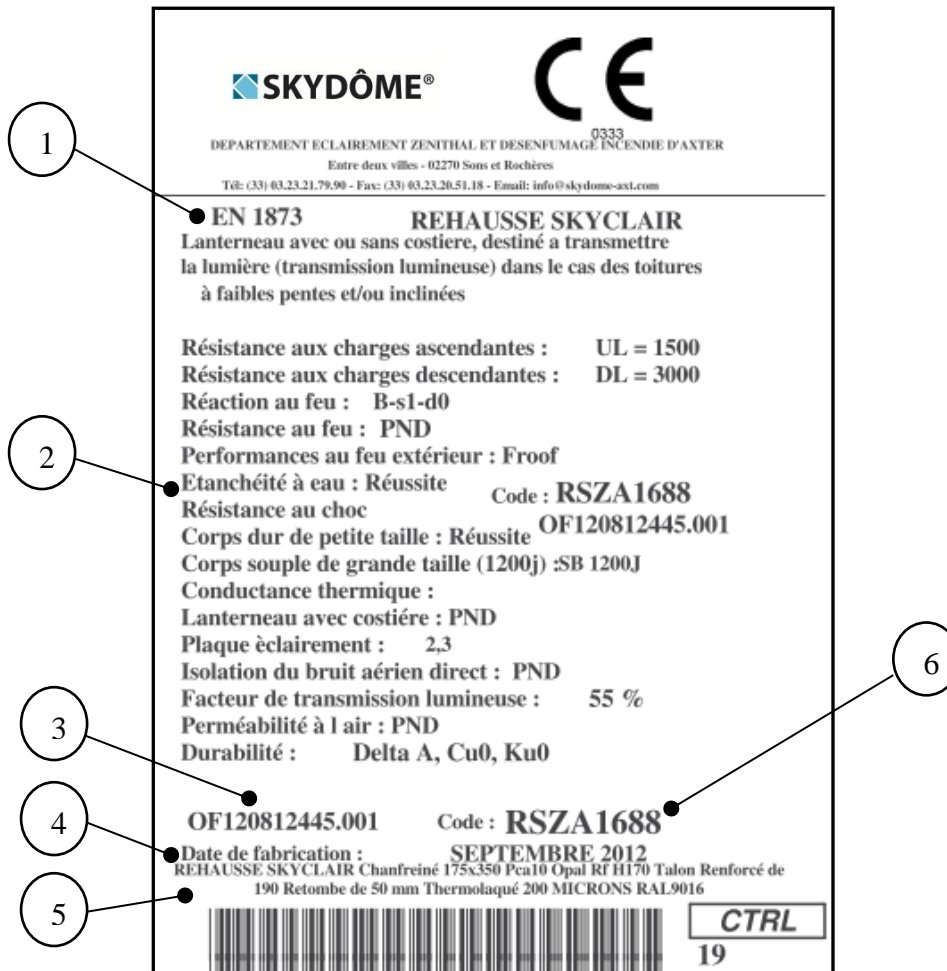 SKYDÔME®
CE
0333
DEPARTEMENT ECLAIREMENT ZENITHAL ET DESENFUMAGE INCENDIE D'AXTER
Entre deux villes - 02270 Sons et Rochères
Tél: (33) 03.23.21.79.90 - Fax: (33) 03.23.20.51.18 - Email: info@skydome-axt.com
1
EN 1873 REHAUSSE SKYCLAIR
Lanterneau avec ou sans costiere, destiné a transmettre
la lumière (transmission lumineuse) dans le cas des toitures
à faibles pentes et/ou inclinées
Résistance aux charges ascendantes : UL = 1500
Résistance aux charges descendantes : DL = 3000
Réaction au feu : B-s1-d0
Résistance au feu : PND
2
Performances au feu extérieur : Froof
Etanchéité à eau : Réussite
Code : RSZA1688
Résistance au choc
OF120812445.001
Corps dur de petite taille : Réussite
Corps souple de grande taille (1200j) :SB 1200J
Conductance thermique :
Lanterneau avec costiére : PND
Plaque èclairement : 2,3
6
Isolation du bruit aérien direct : PND
Facteur de transmission lumineuse : 55 %
3
Perméabilité à l air : PND
Durabilité : Delta A, Cu0, Ku0
4
OF120812445.001 Code : RSZA1688
Date de fabrication : SEPTEMBRE 2012
REHAUSSE SKYCLAIR Chanfreiné 175x350 Pca10 Opal Rf H170 Talon Renforcé de
190 Retombe de 50 mm Thermolaqué 200 MICRONS RAL9016
5
CTRL
19